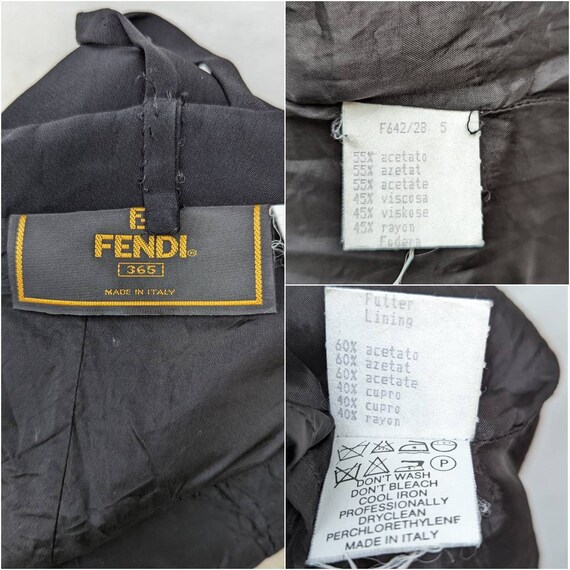 FENDI®
365
MADE IN ITALY
F642/28 5
55% acetato
55% azetat
55% acetate
45% viscosa
45% viskose
45% rayon
Fodera
Futter
Lining
60% acetato
60% azetat
60% acetate
40% cupro
40% cupro
40% rayon
P
DON'T WASH
DON'T BLEACH
COOL IRON
PROFESSIONALLY
DRYCLEAN
PERCHLORETHYLENE
MADE IN ITALY